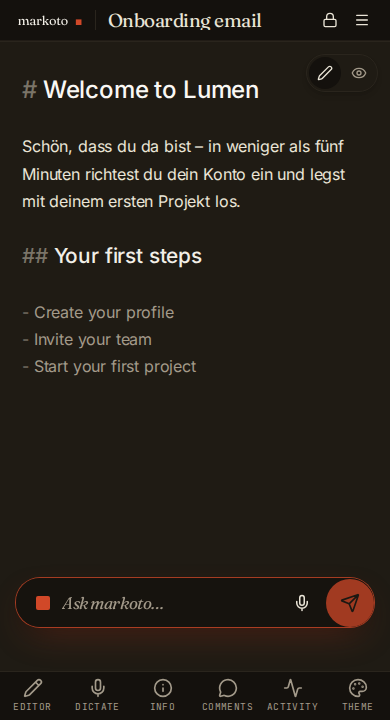 markoto
Onboarding email
# Welcome to Lumen
Schön, dass du da bist – in weniger als fünf
Minuten richtest du dein Konto ein und legst
mit deinem ersten Projekt los.
## Your first steps
- Create your profile
- Invite your team
- Start your first project
Ask markoto...
EDITOR DICTATE INFO COMMENTS ACTIVITY THEME